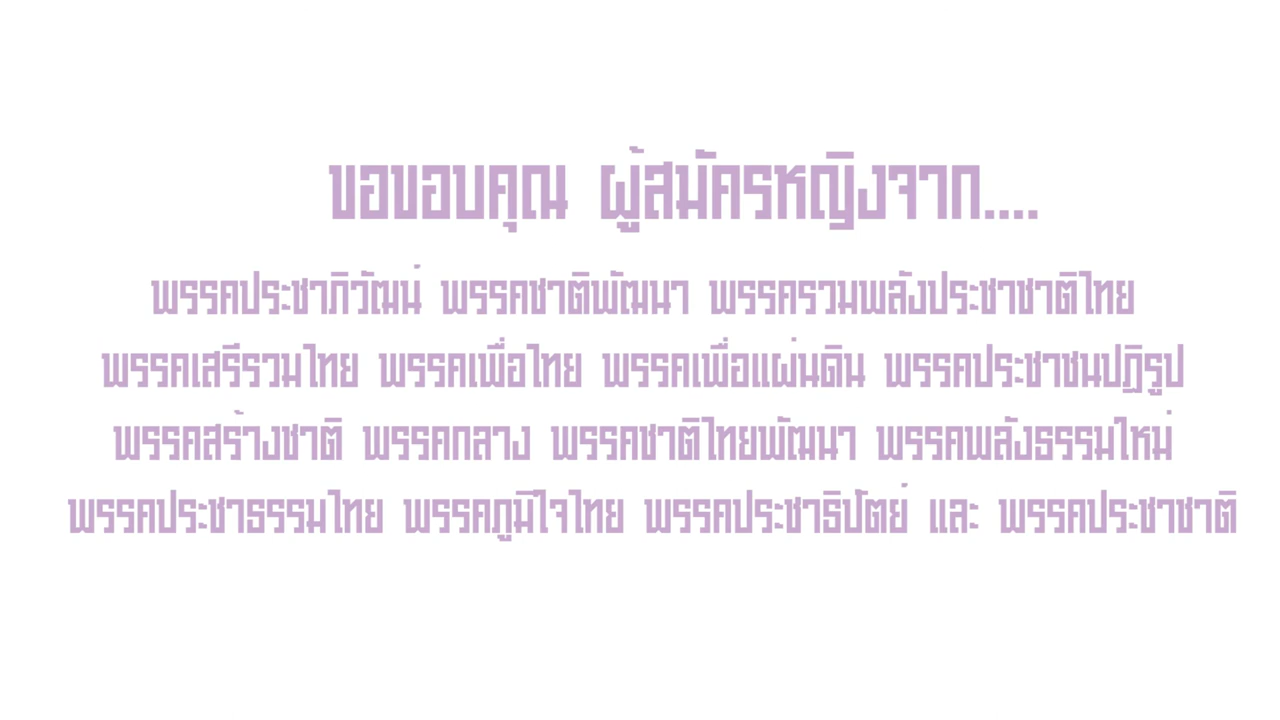 ขอขอบคุณ ผู้สมัครหญิงจาก....
พรรคประชาภิวัฒน์ พรรคชาติพัฒนา พรรครวมพลังประชาชาติไทย
พรรคเสรีรวมไทย พรรคเพื่อไทย พรรคเพื่อแผ่นดิน พรรคประชาชนปฏิรูป
พรรคสร้างชาติ พรรคกลาง พรรคชาติไทยพัฒนา พรรคพลังธรรมใหม่
พรรคประชาธรรมไทย พรรคภูมิใจไทย พรรคประชาธิปัตย์ และ พรรคประชาชาติ